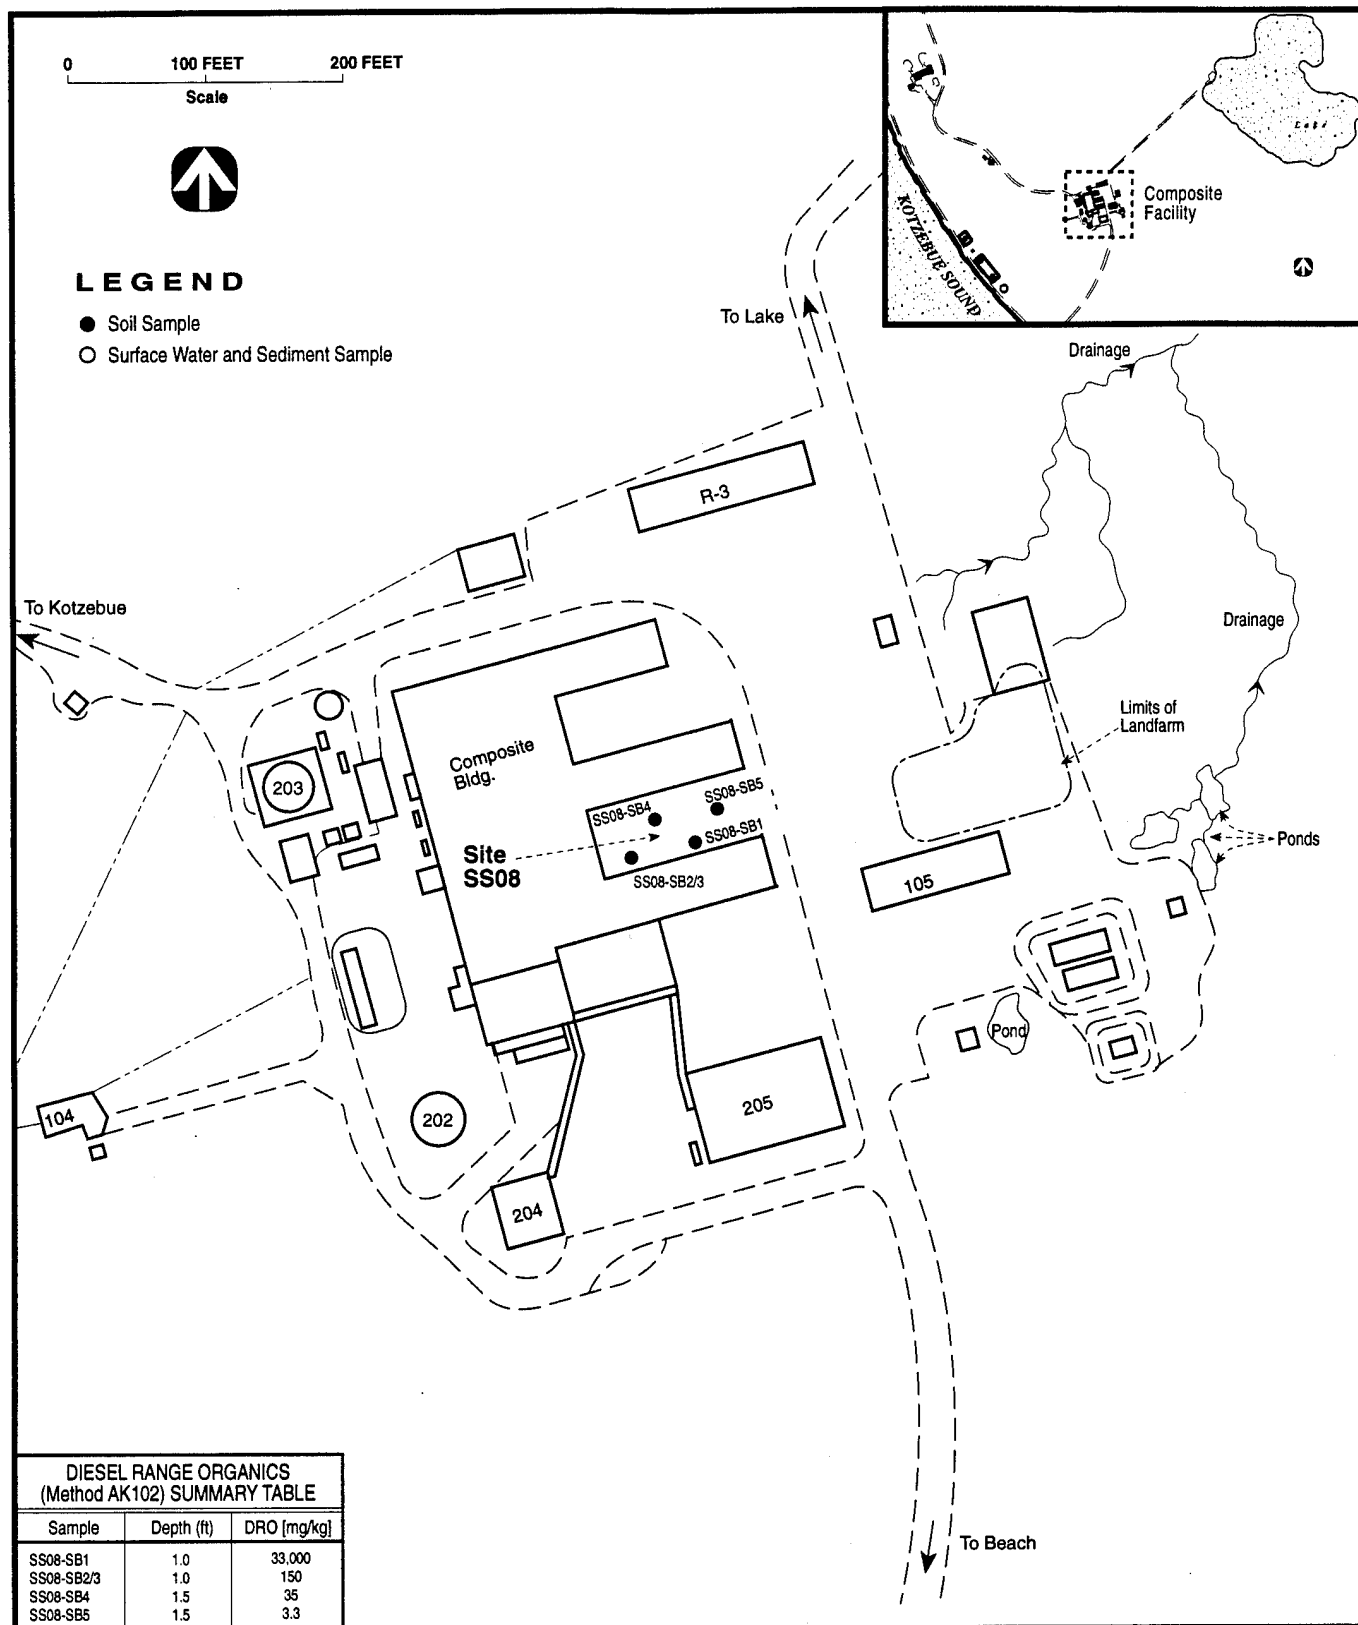 0 100 FEET 200 FEET
Scale
LEGEND
Soil Sample
Surface Water and Sediment Sample
Lake
Composite
Facility
KOTZEBUE SOUND
To Lake
Drainage
R-3
To Kotzebue
Drainage
Limits of
Landfarm
Composite
Bldg.
203
SS08-SB4
SS08-SB5
SS08-SB1
Site
SS08
SS08-SB2/3
Ponds
105
Pond
104
202
205
204
To Beach
DIESEL RANGE ORGANICS
(Method AK102) SUMMARY TABLE
Sample Depth (ft) DRO [mg/kg]
SS08-SB1 1.0 33,000
SS08-SB2/3 1.0 150
SS08-SB4 1.5 35
SS08-SB5 1.5 3.3